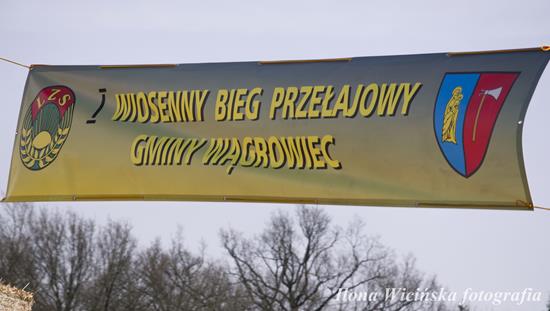 LZS
WIOSENNY BIEG PRZEŁAJOWY
GMINY WĄGROWIEC
Ilona Wicińska fotografia